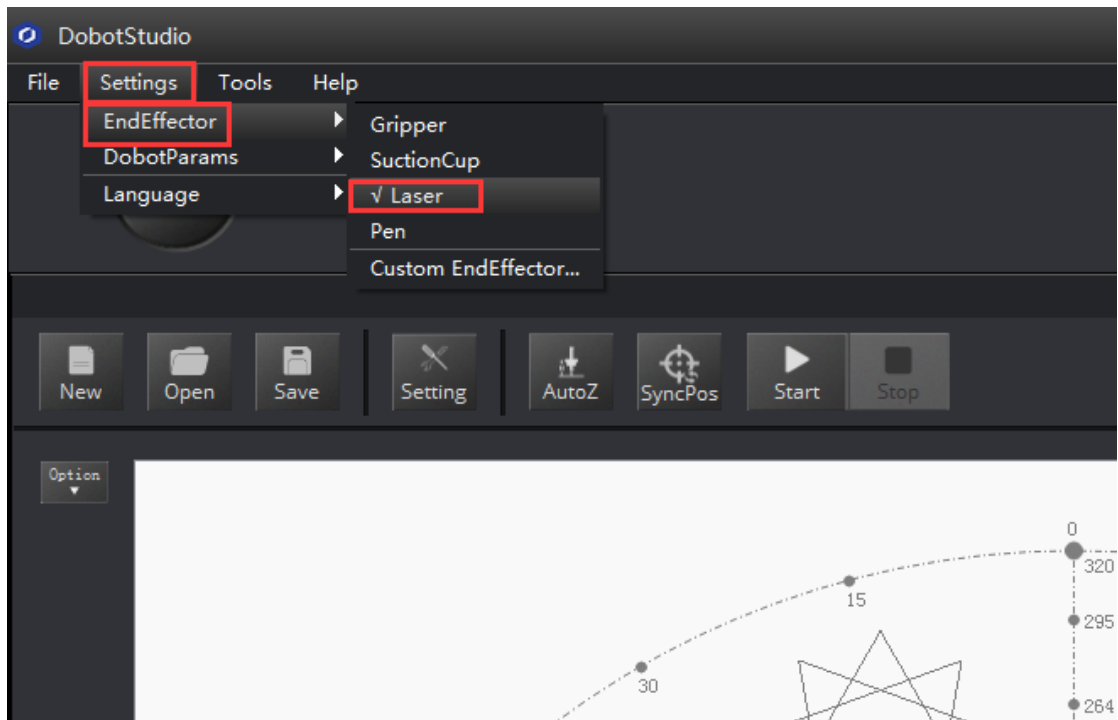 DobotStudio
File Settings Tools Help
EndEffector
DobotParams
Language
Gripper
SuctionCup
√ Laser
Pen
Custom EndEffector...
New Open Save Setting AutoZ SyncPos Start Stop
Option
0
320
15
295
30
264